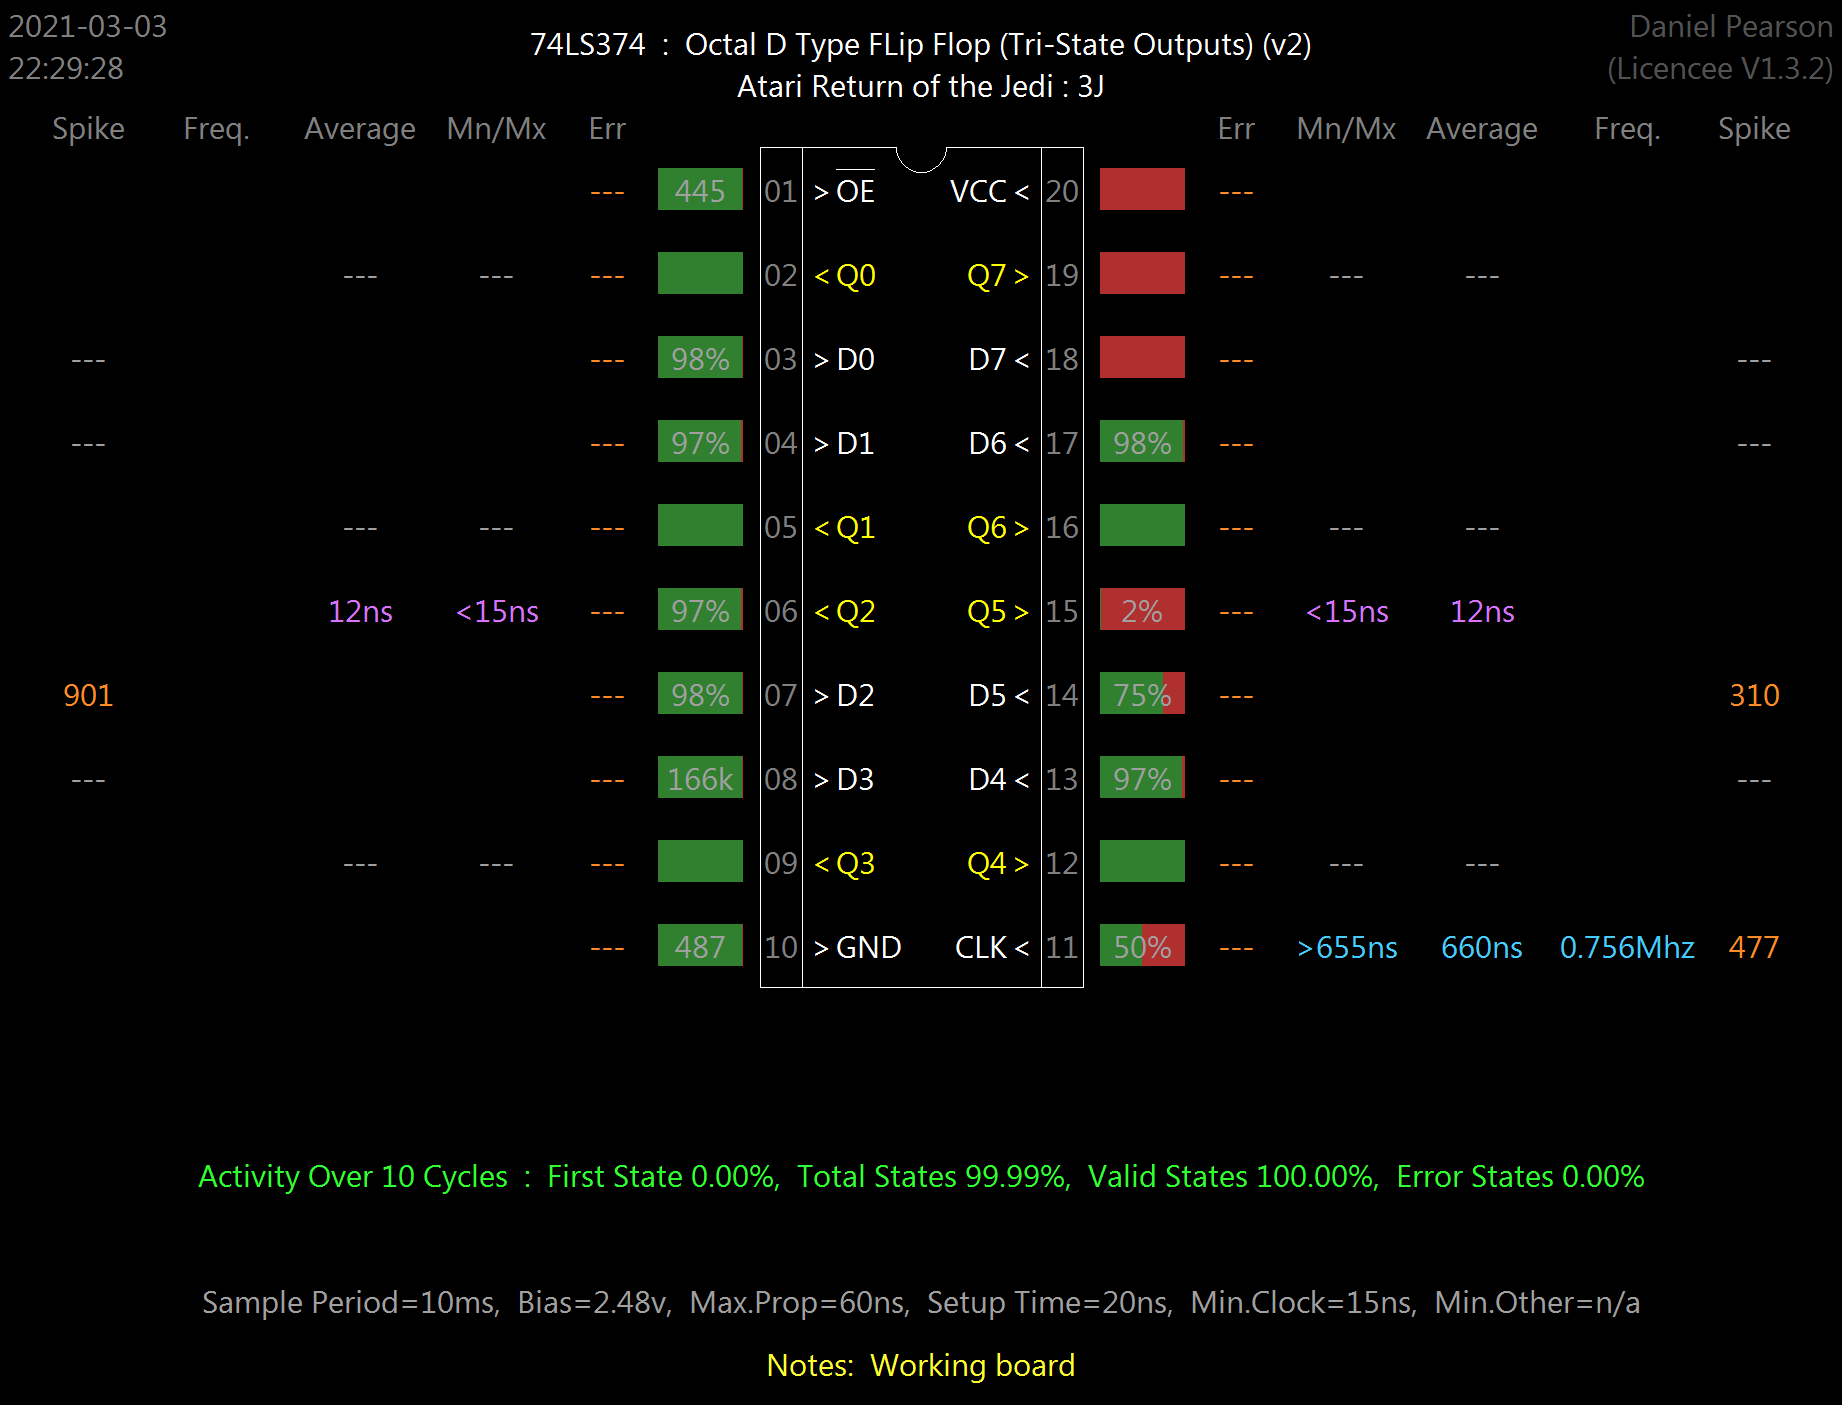 2021-03-03
22:29:28
74LS374 : Octal D Type FLip Flop (Tri-State Outputs) (v2)
Atari Return of the Jedi : 3J
Daniel Pearson
(Licencee V1.3.2)
Spike Freq. Average Mn/Mx Err Err Mn/Mx Average Freq. Spike
--- 445 01 > OE VCC < 20 ---
--- --- --- 02 < Q0 Q7 > 19 --- --- ---
--- --- 98% 03 > D0 D7 < 18 --- ---
--- --- 97% 04 > D1 D6 < 17 98% --- ---
--- --- --- 05 < Q1 Q6 > 16 --- --- ---
12ns <15ns --- 97% 06 < Q2 Q5 > 15 2% --- <15ns 12ns
901 --- 98% 07 > D2 D5 < 14 75% --- 310
--- --- 166k 08 > D3 D4 < 13 97% --- ---
--- --- --- 09 < Q3 Q4 > 12 --- --- ---
--- 487 10 > GND CLK < 11 50% --- >655ns 660ns 0.756Mhz 477
Activity Over 10 Cycles : First State 0.00%, Total States 99.99%, Valid States 100.00%, Error States 0.00%
Sample Period=10ms, Bias=2.48v, Max.Prop=60ns, Setup Time=20ns, Min.Clock=15ns, Min.Other=n/a
Notes: Working board